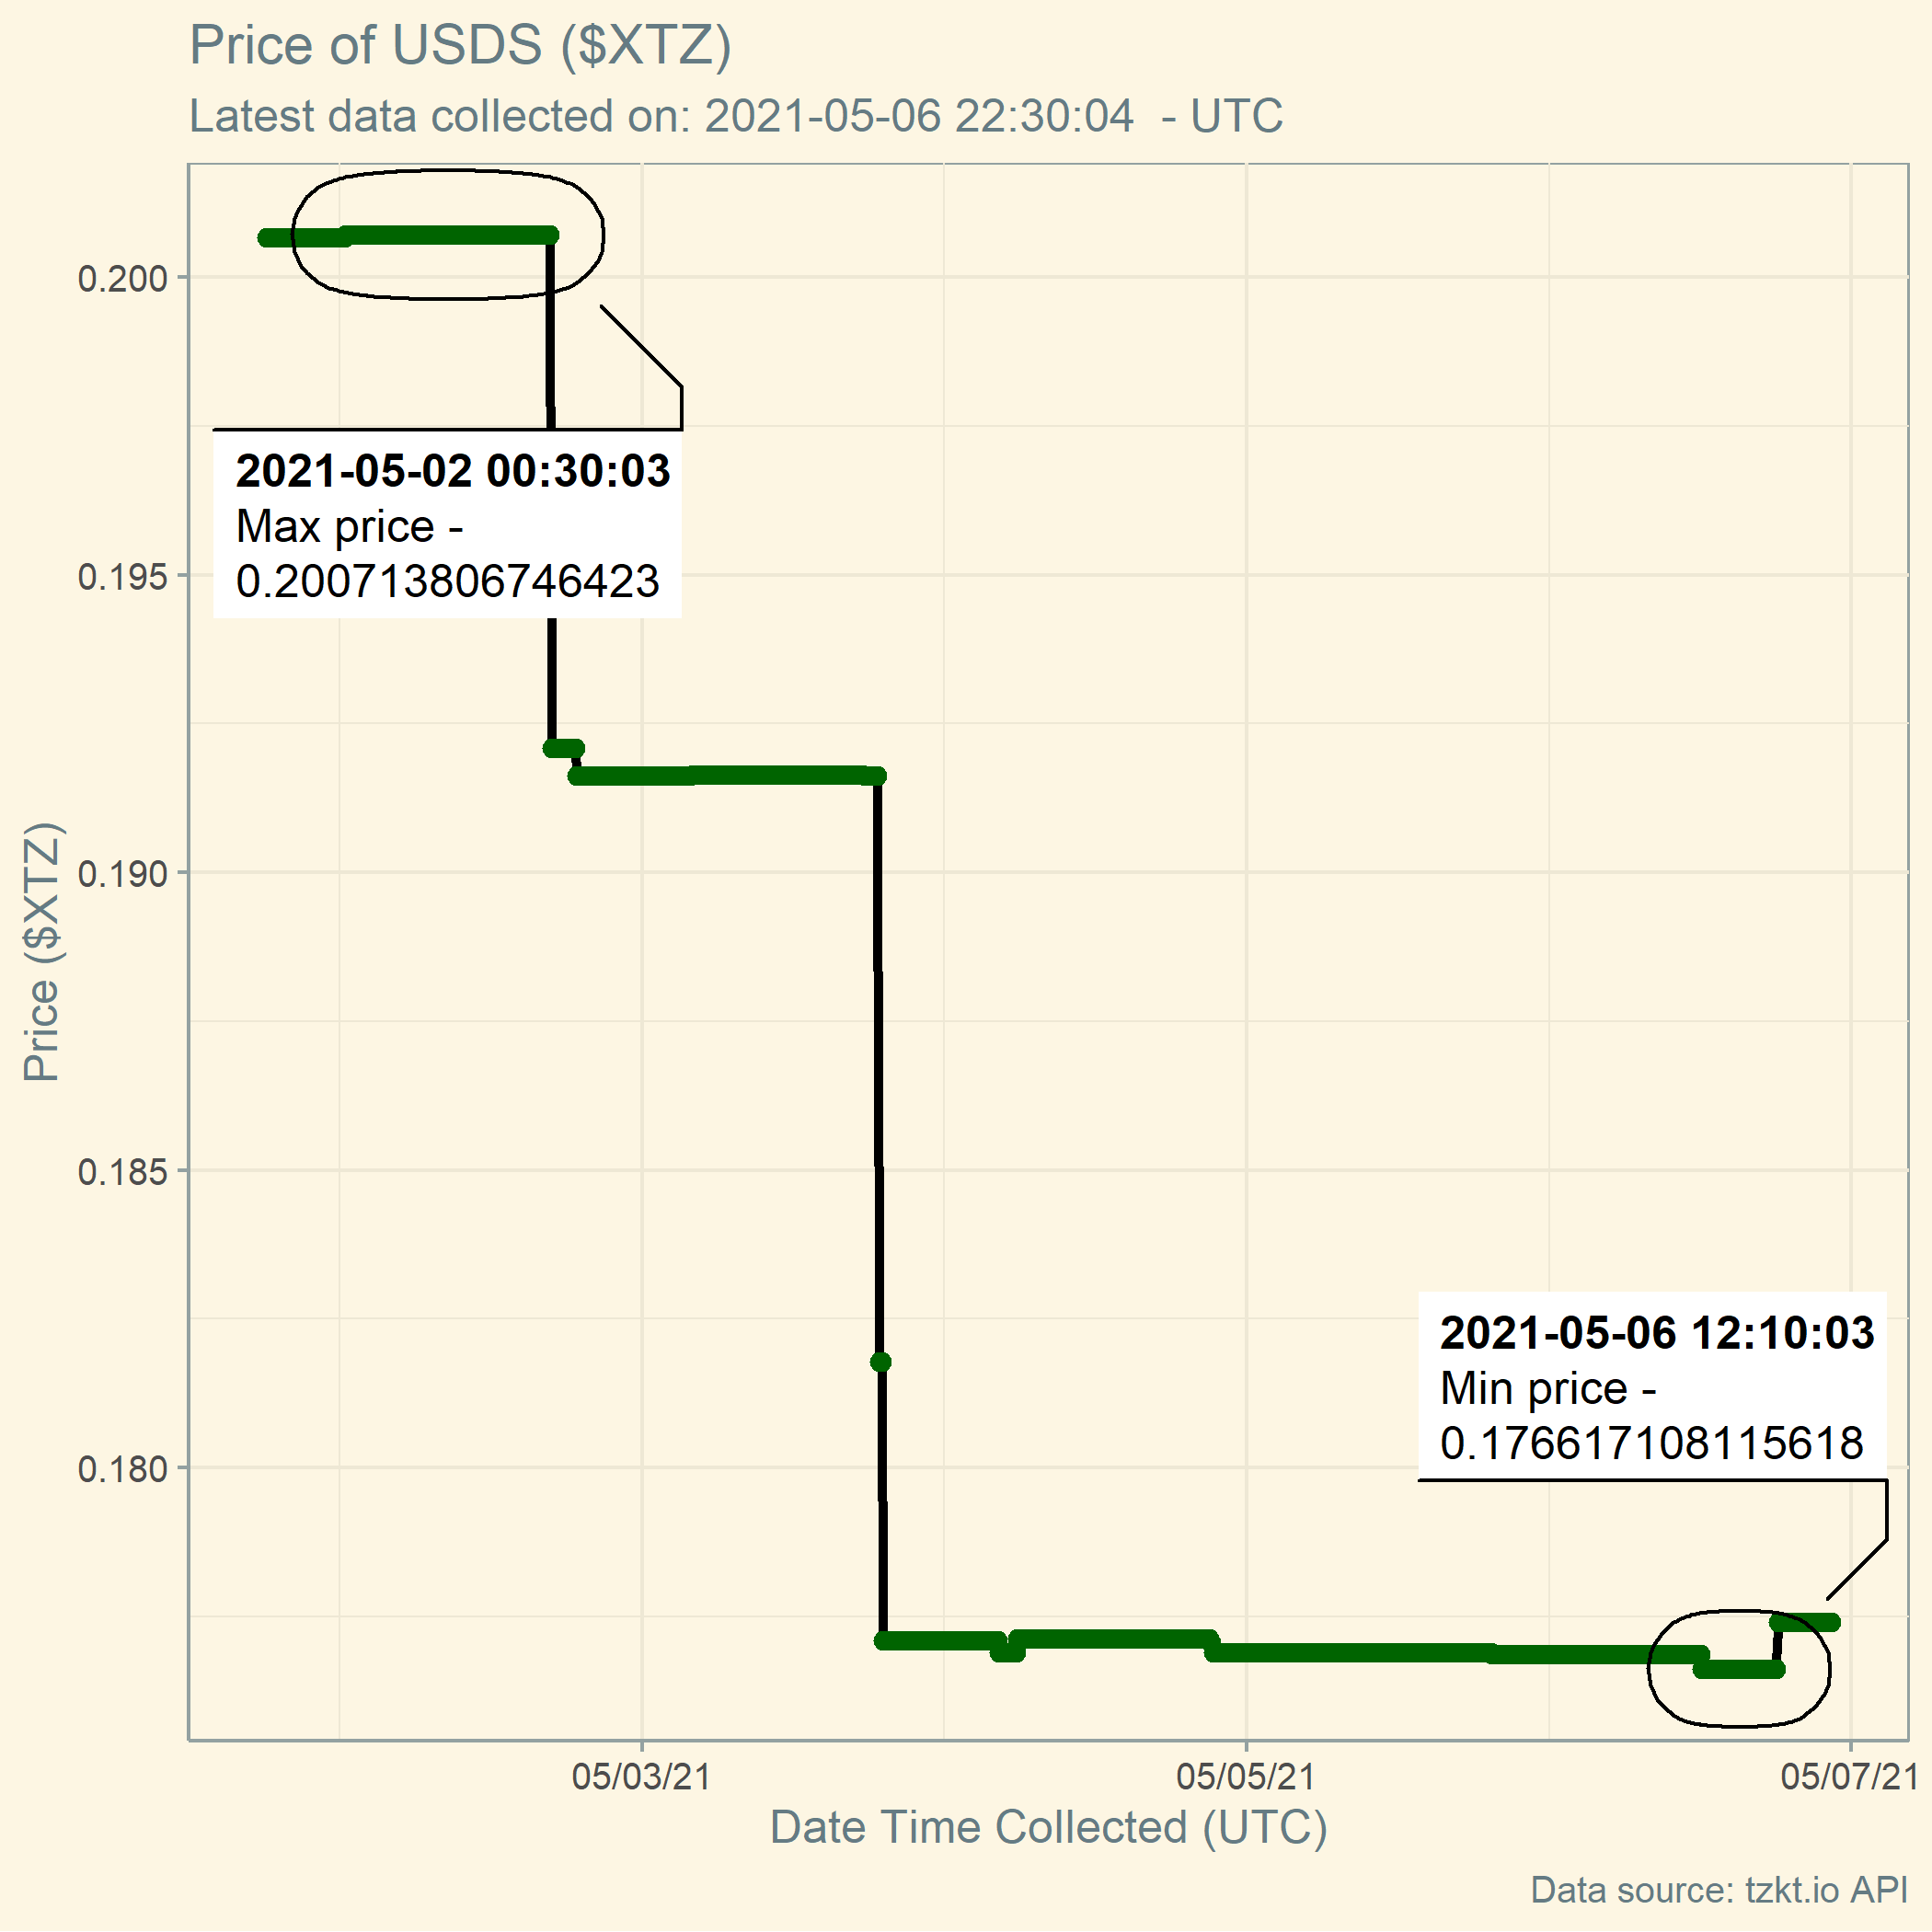 Price of USDS ($XTZ)
Latest data collected on: 2021-05-06 22:30:04  - UTC
0.200
0.195
0.190
0.185
0.180
Price ($XTZ)
2021-05-02 00:30:03
Max price -
0.200713806746423
2021-05-06 12:10:03
Min price -
0.176617108115618
05/03/21
05/05/21
05/07/21
Date Time Collected (UTC)
Data source: tzkt.io API